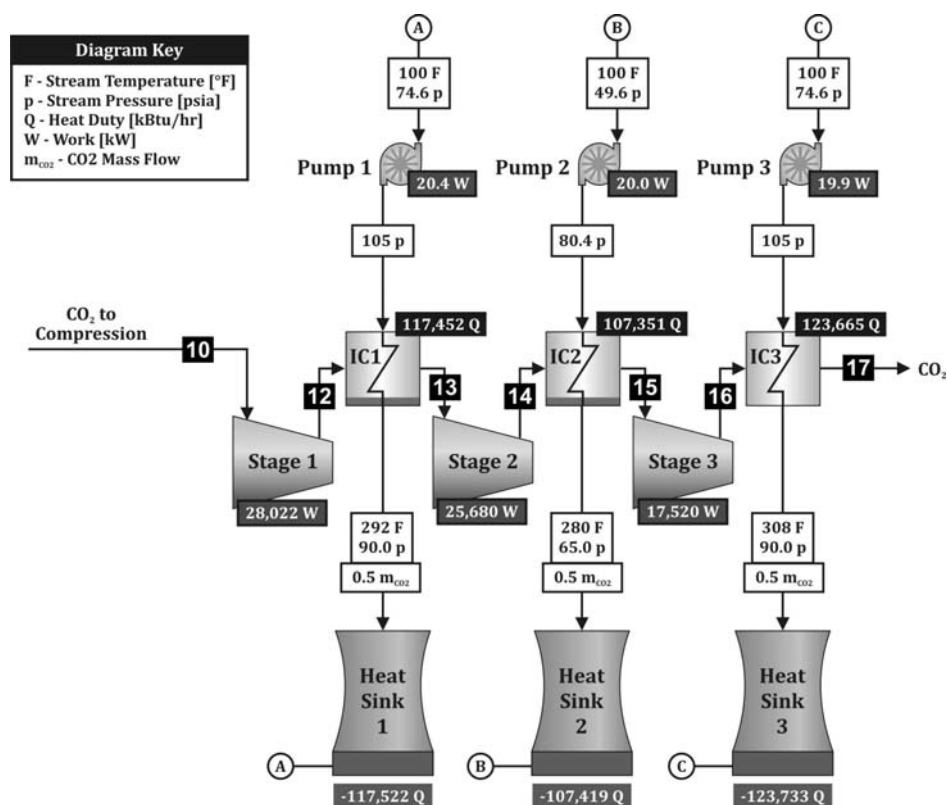 Diagram Key
F - Stream Temperature [°F]
p - Stream Pressure [psia]
Q - Heat Duty [kBtu/hr]
W - Work [kW]
mCO2 - CO2 Mass Flow
A
B
C
100 F
74.6 p
100 F
49.6 p
100 F
74.6 p
Pump 1
20.4 W
Pump 2
20.0 W
Pump 3
19.9 W
105 p
80.4 p
105 p
CO2 to
Compression
10
12
IC1
117,452 Q
13
14
IC2
107,351 Q
15
16
IC3
123,665 Q
17
CO2
Stage 1
28,022 W
Stage 2
25,680 W
Stage 3
17,520 W
292 F
90.0 p
0.5 mCO2
280 F
65.0 p
0.5 mCO2
308 F
90.0 p
0.5 mCO2
Heat
Sink
1
Heat
Sink
2
Heat
Sink
3
A
B
C
-117,522 Q
-107,419 Q
-123,733 Q